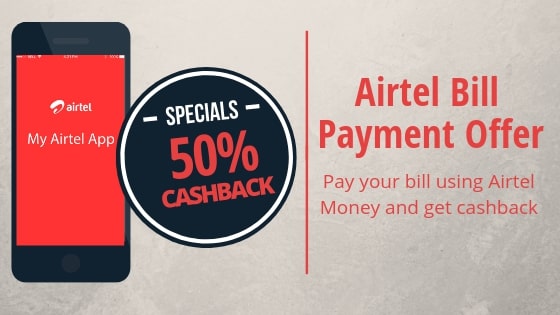 airtel
My Airtel App
SPECIALS
50%
CASHBACK
Airtel Bill
Payment Offer
Pay your bill using Airtel
Money and get cashback